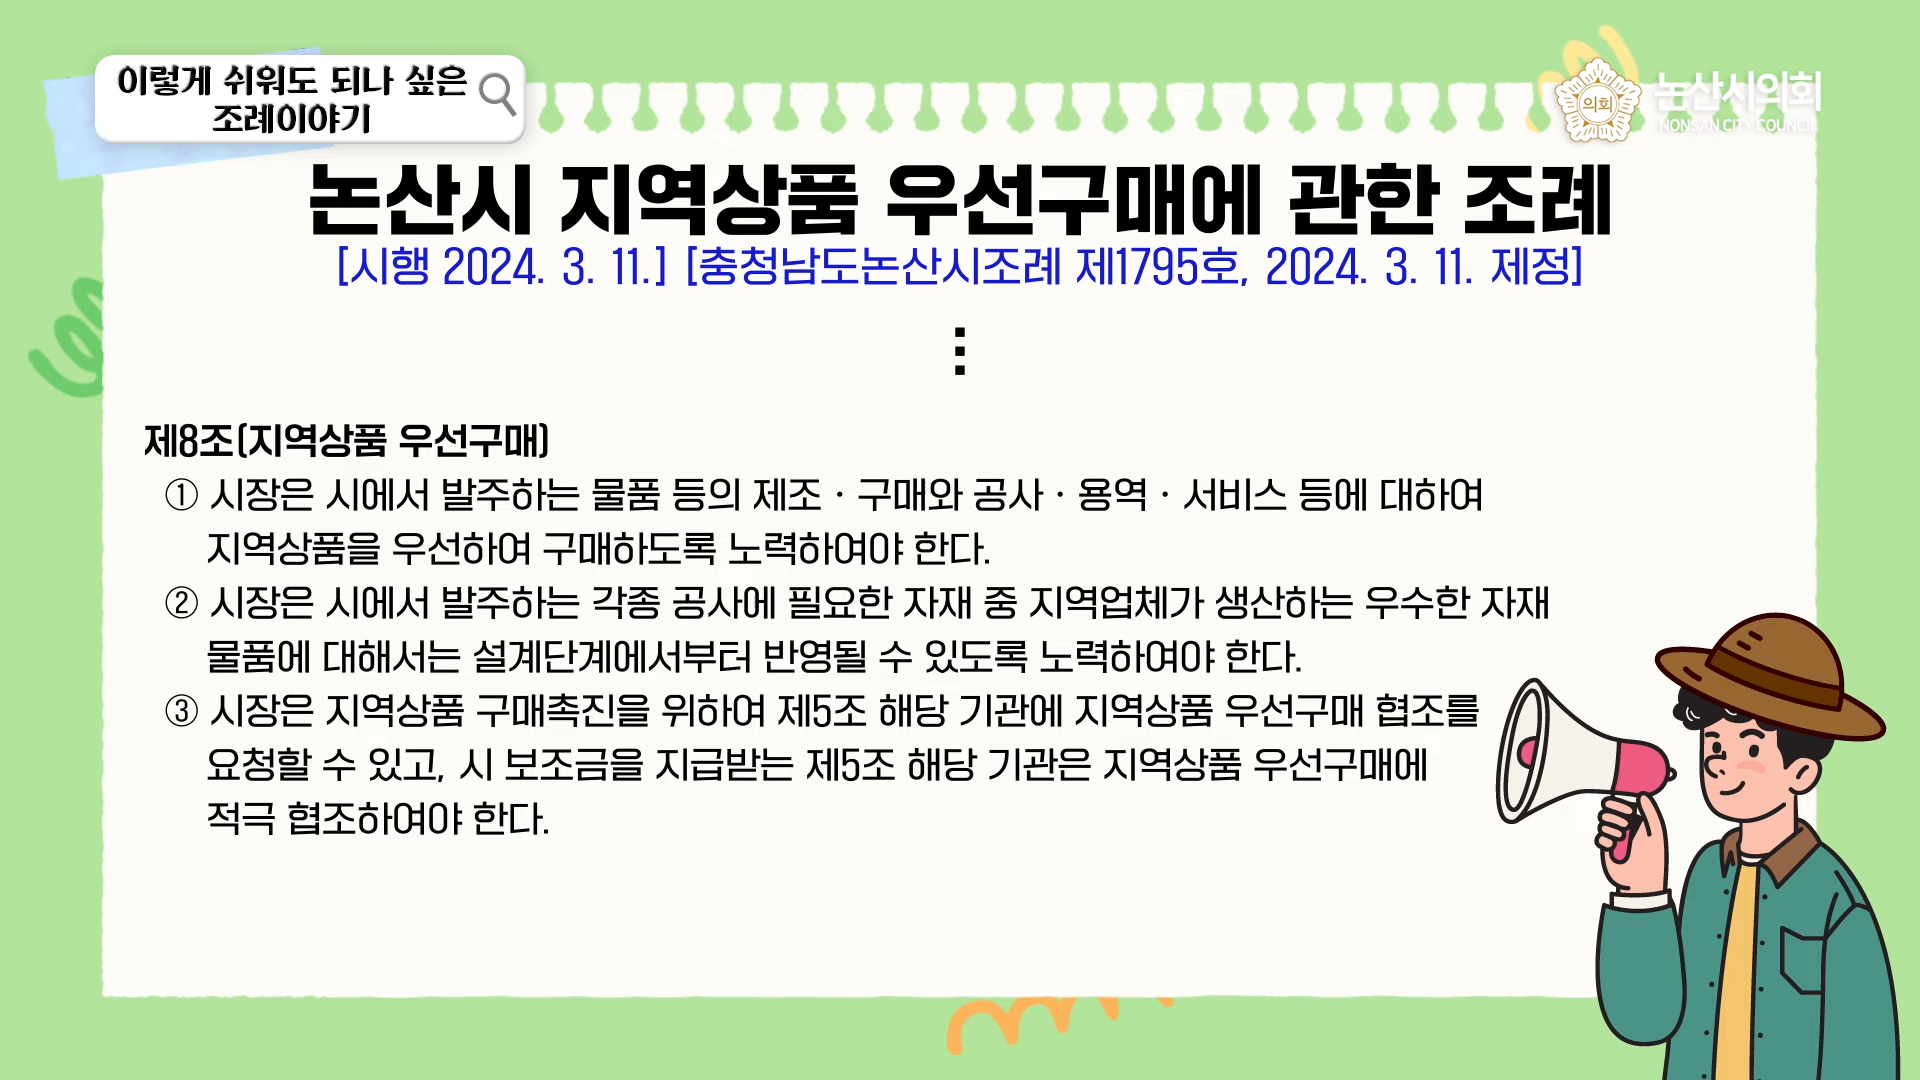 이렇게 쉬워도 되나 싶은
조례이야기
의회
논산시의회
NONSAN CITY COUNCIL
논산시 지역상품 우선구매에 관한 조례
[시행 2024. 3. 11.] [충청남도논산시조례 제1795호, 2024. 3. 11. 제정]
⋮
제8조(지역상품 우선구매)
① 시장은 시에서 발주하는 물품 등의 제조 · 구매와 공사 · 용역 · 서비스 등에 대하여
지역상품을 우선하여 구매하도록 노력하여야 한다.
② 시장은 시에서 발주하는 각종 공사에 필요한 자재 중 지역업체가 생산하는 우수한 자재
물품에 대해서는 설계단계에서부터 반영될 수 있도록 노력하여야 한다.
③ 시장은 지역상품 구매촉진을 위하여 제5조 해당 기관에 지역상품 우선구매 협조를
요청할 수 있고, 시 보조금을 지급받는 제5조 해당 기관은 지역상품 우선구매에
적극 협조하여야 한다.